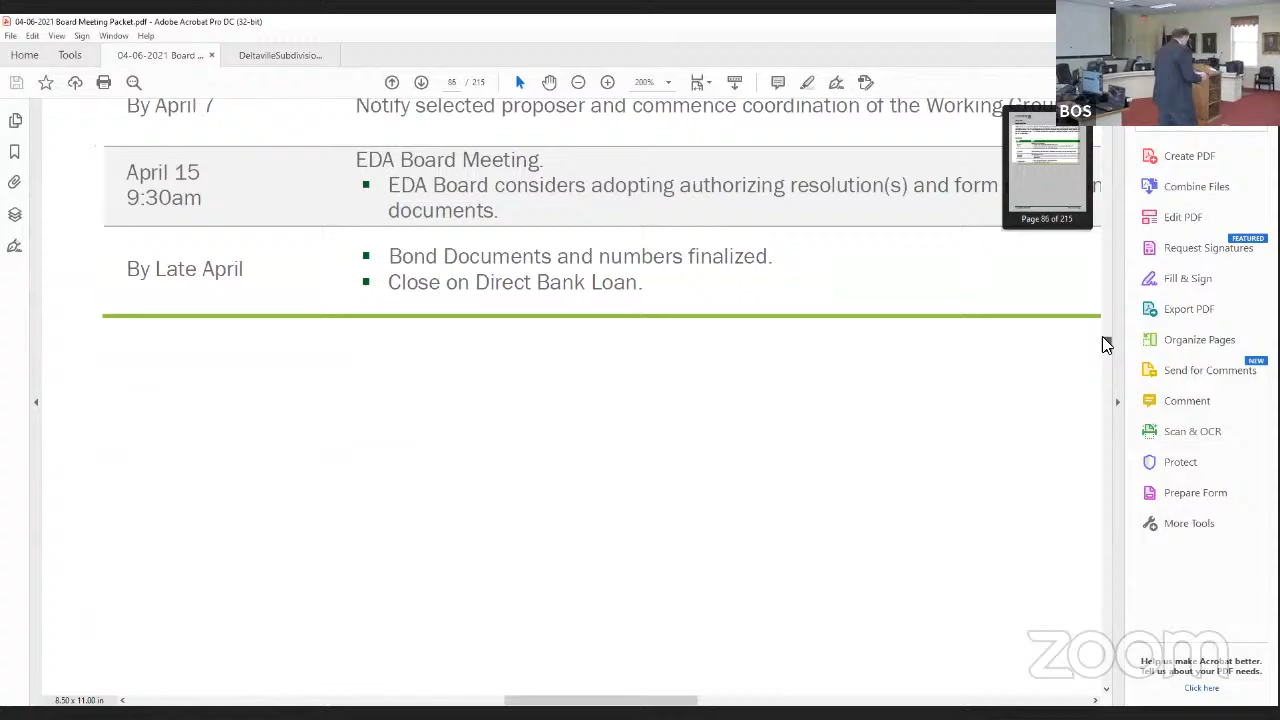 04-06-2021 Board Meeting Packet.pdf - Adobe Acrobat Pro DC (32-bit)
File Edit View Sign Window Help
Home Tools 04-06-2021 Board ... × DeltavilleSubdivisio...
86 / 215 200%
BOS
By April 7 Notify selected proposer and commence coordination of the Working
April 15
9:30am
EDA Board Meeting.
EDA Board considers adopting authorizing resolution(s) and form
documents.
By Late April
Bond Documents and numbers finalized.
Close on Direct Bank Loan.
Page 86 of 215
Create PDF
Combine Files
Edit PDF
FEATURED
Request Signatures
Fill & Sign
Export PDF
Organize Pages
NEW
Send for Comments
Comment
Scan & OCR
Protect
Prepare Form
More Tools
zoom
Help us make Acrobat better.
Tell us about your PDF needs.
Click here
8.50 x 11.00 in